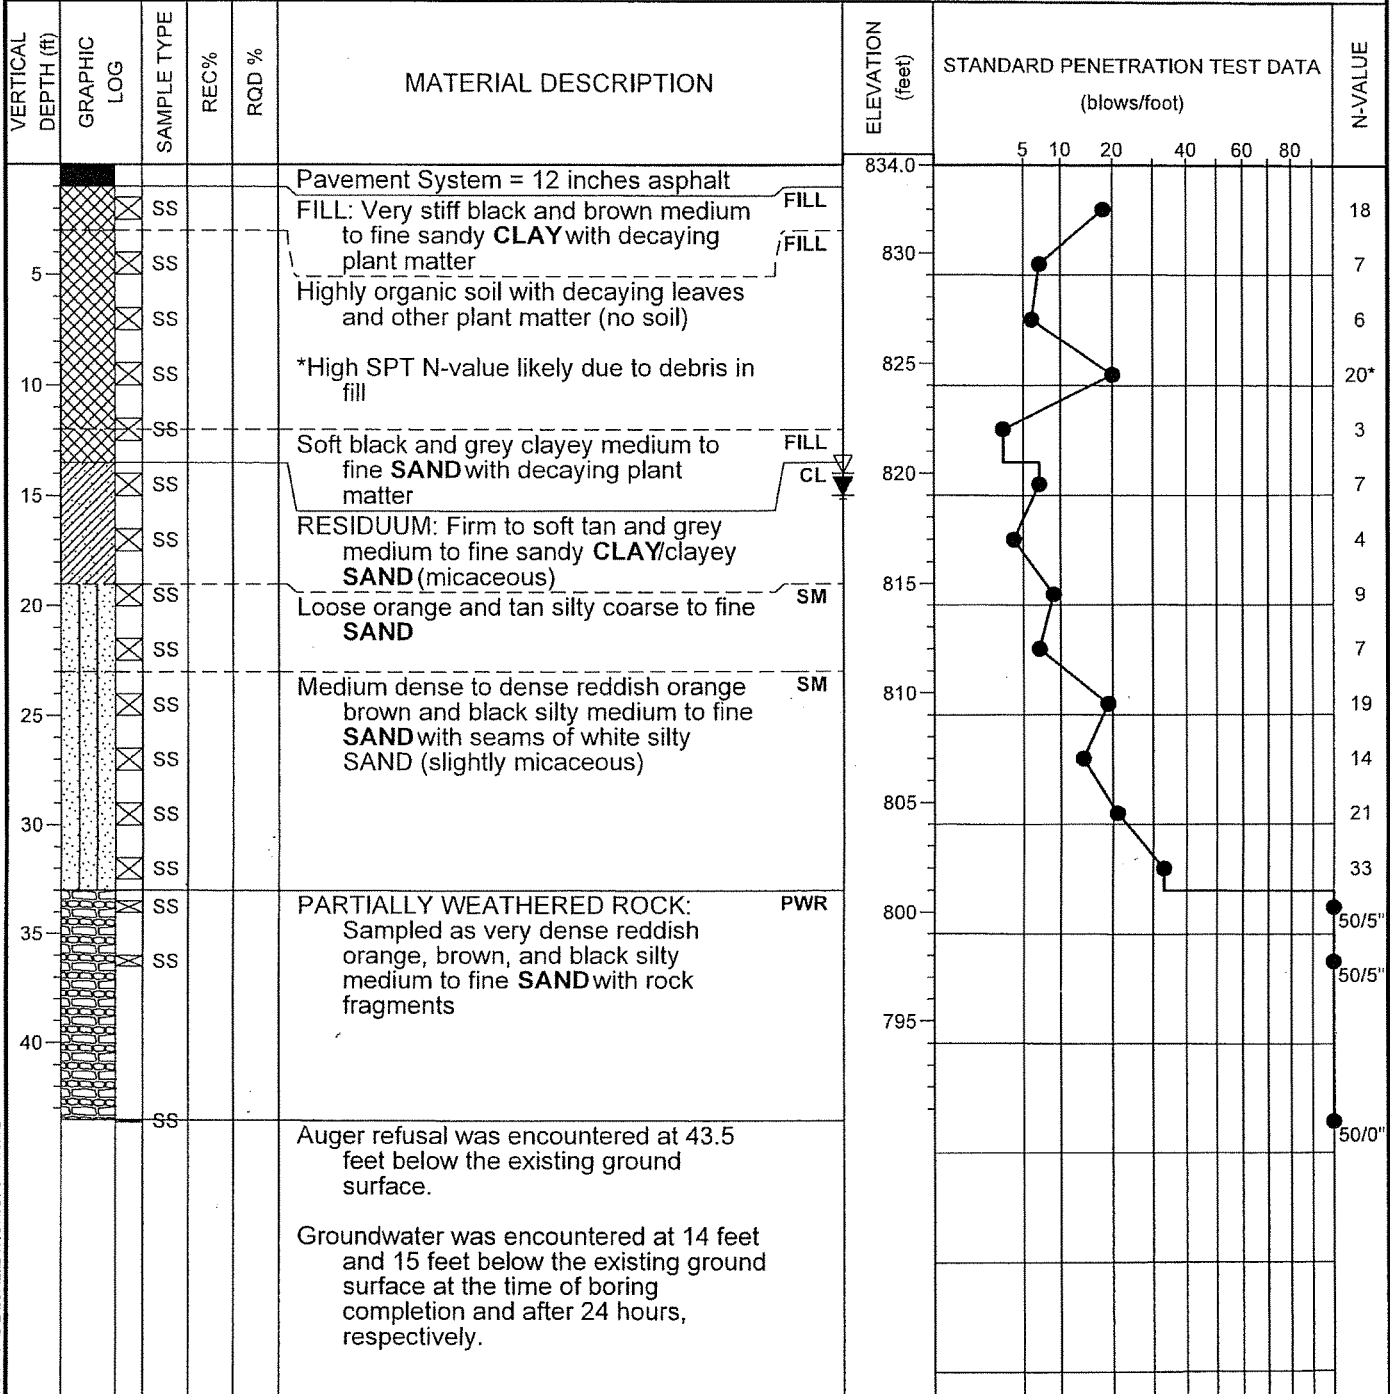 VERTICAL
DEPTH (ft)
GRAPHIC
LOG
SAMPLE TYPE
REC%
RQD %
MATERIAL DESCRIPTION
ELEVATION
(feet)
STANDARD PENETRATION TEST DATA
(blows/foot)
N-VALUE
5 10 20 40 60 80
834.0
Pavement System = 12 inches asphalt
FILL
SS
FILL: Very stiff black and brown medium
to fine sandy CLAY with decaying
plant matter
18
FILL
830
5
SS
7
Highly organic soil with decaying leaves
and other plant matter (no soil)
SS
6
*High SPT N-value likely due to debris in
fill
825
10
SS
20*
SS
3
Soft black and grey clayey medium to
fine SAND with decaying plant
matter
FILL
CL
820
15
SS
7
RESIDUUM: Firm to soft tan and grey
medium to fine sandy CLAY/clayey
SAND (micaceous)
SS
4
815
20
SS
9
Loose orange and tan silty coarse to fine
SAND
SM
SS
7
Medium dense to dense reddish orange
brown and black silty medium to fine
SAND with seams of white silty
SAND (slightly micaceous)
SM
810
25
SS
19
SS
14
805
30
SS
21
SS
33
PARTIALLY WEATHERED ROCK:
Sampled as very dense reddish
orange, brown, and black silty
medium to fine SAND with rock
fragments
PWR
SS
800
50/5"
35
SS
50/5"
795
40
SS
50/0"
Auger refusal was encountered at 43.5
feet below the existing ground
surface.
Groundwater was encountered at 14 feet
and 15 feet below the existing ground
surface at the time of boring
completion and after 24 hours,
respectively.